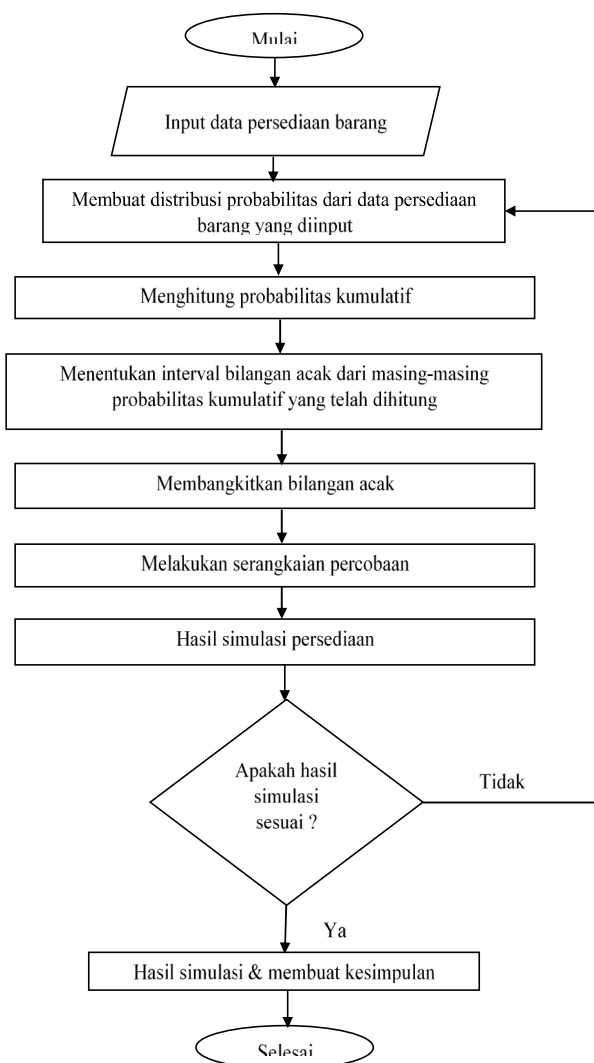 Mulai
Input data persediaan barang
Membuat distribusi probabilitas dari data persediaan
barang yang diinput
Menghitung probabilitas kumulatif
Menentukan interval bilangan acak dari masing-masing
probabilitas kumulatif yang telah dihitung
Membangkitkan bilangan acak
Melakukan serangkaian percobaan
Hasil simulasi persediaan
Apakah hasil
simulasi
sesuai ?
Tidak
Ya
Hasil simulasi & membuat kesimpulan
Selesai